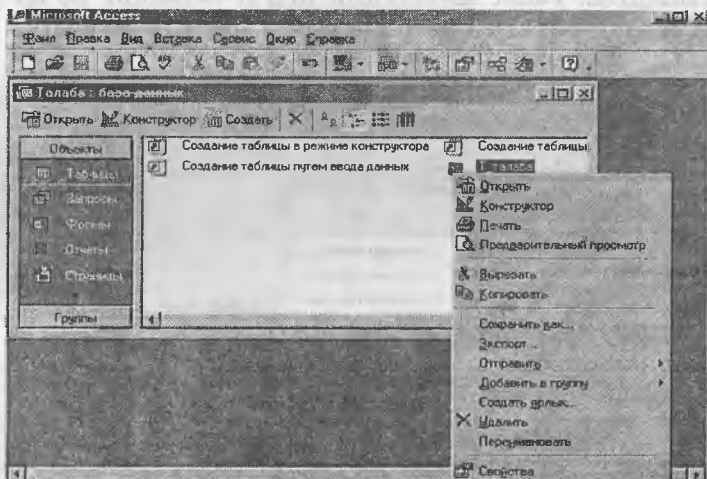 Microsoft Access
Файл Правка Вид Вставка Сервис Окно Справка
Талаба : база данных
Открыть Конструктор Создать
Объекты
Таблицы
Запросы
Формы
Отчеты
Страницы
Группы
Создание таблицы в режиме конструктора
Создание таблицы путем ввода данных
Создание таблицы
Т_талаба
Открыть
Конструктор
Печать...
Предварительный просмотр
Вырезать
Копировать
Сохранить как...
Экспорт...
Отправить
Добавить в группу
Создать ярлык...
Удалить
Переименовать
Свойства